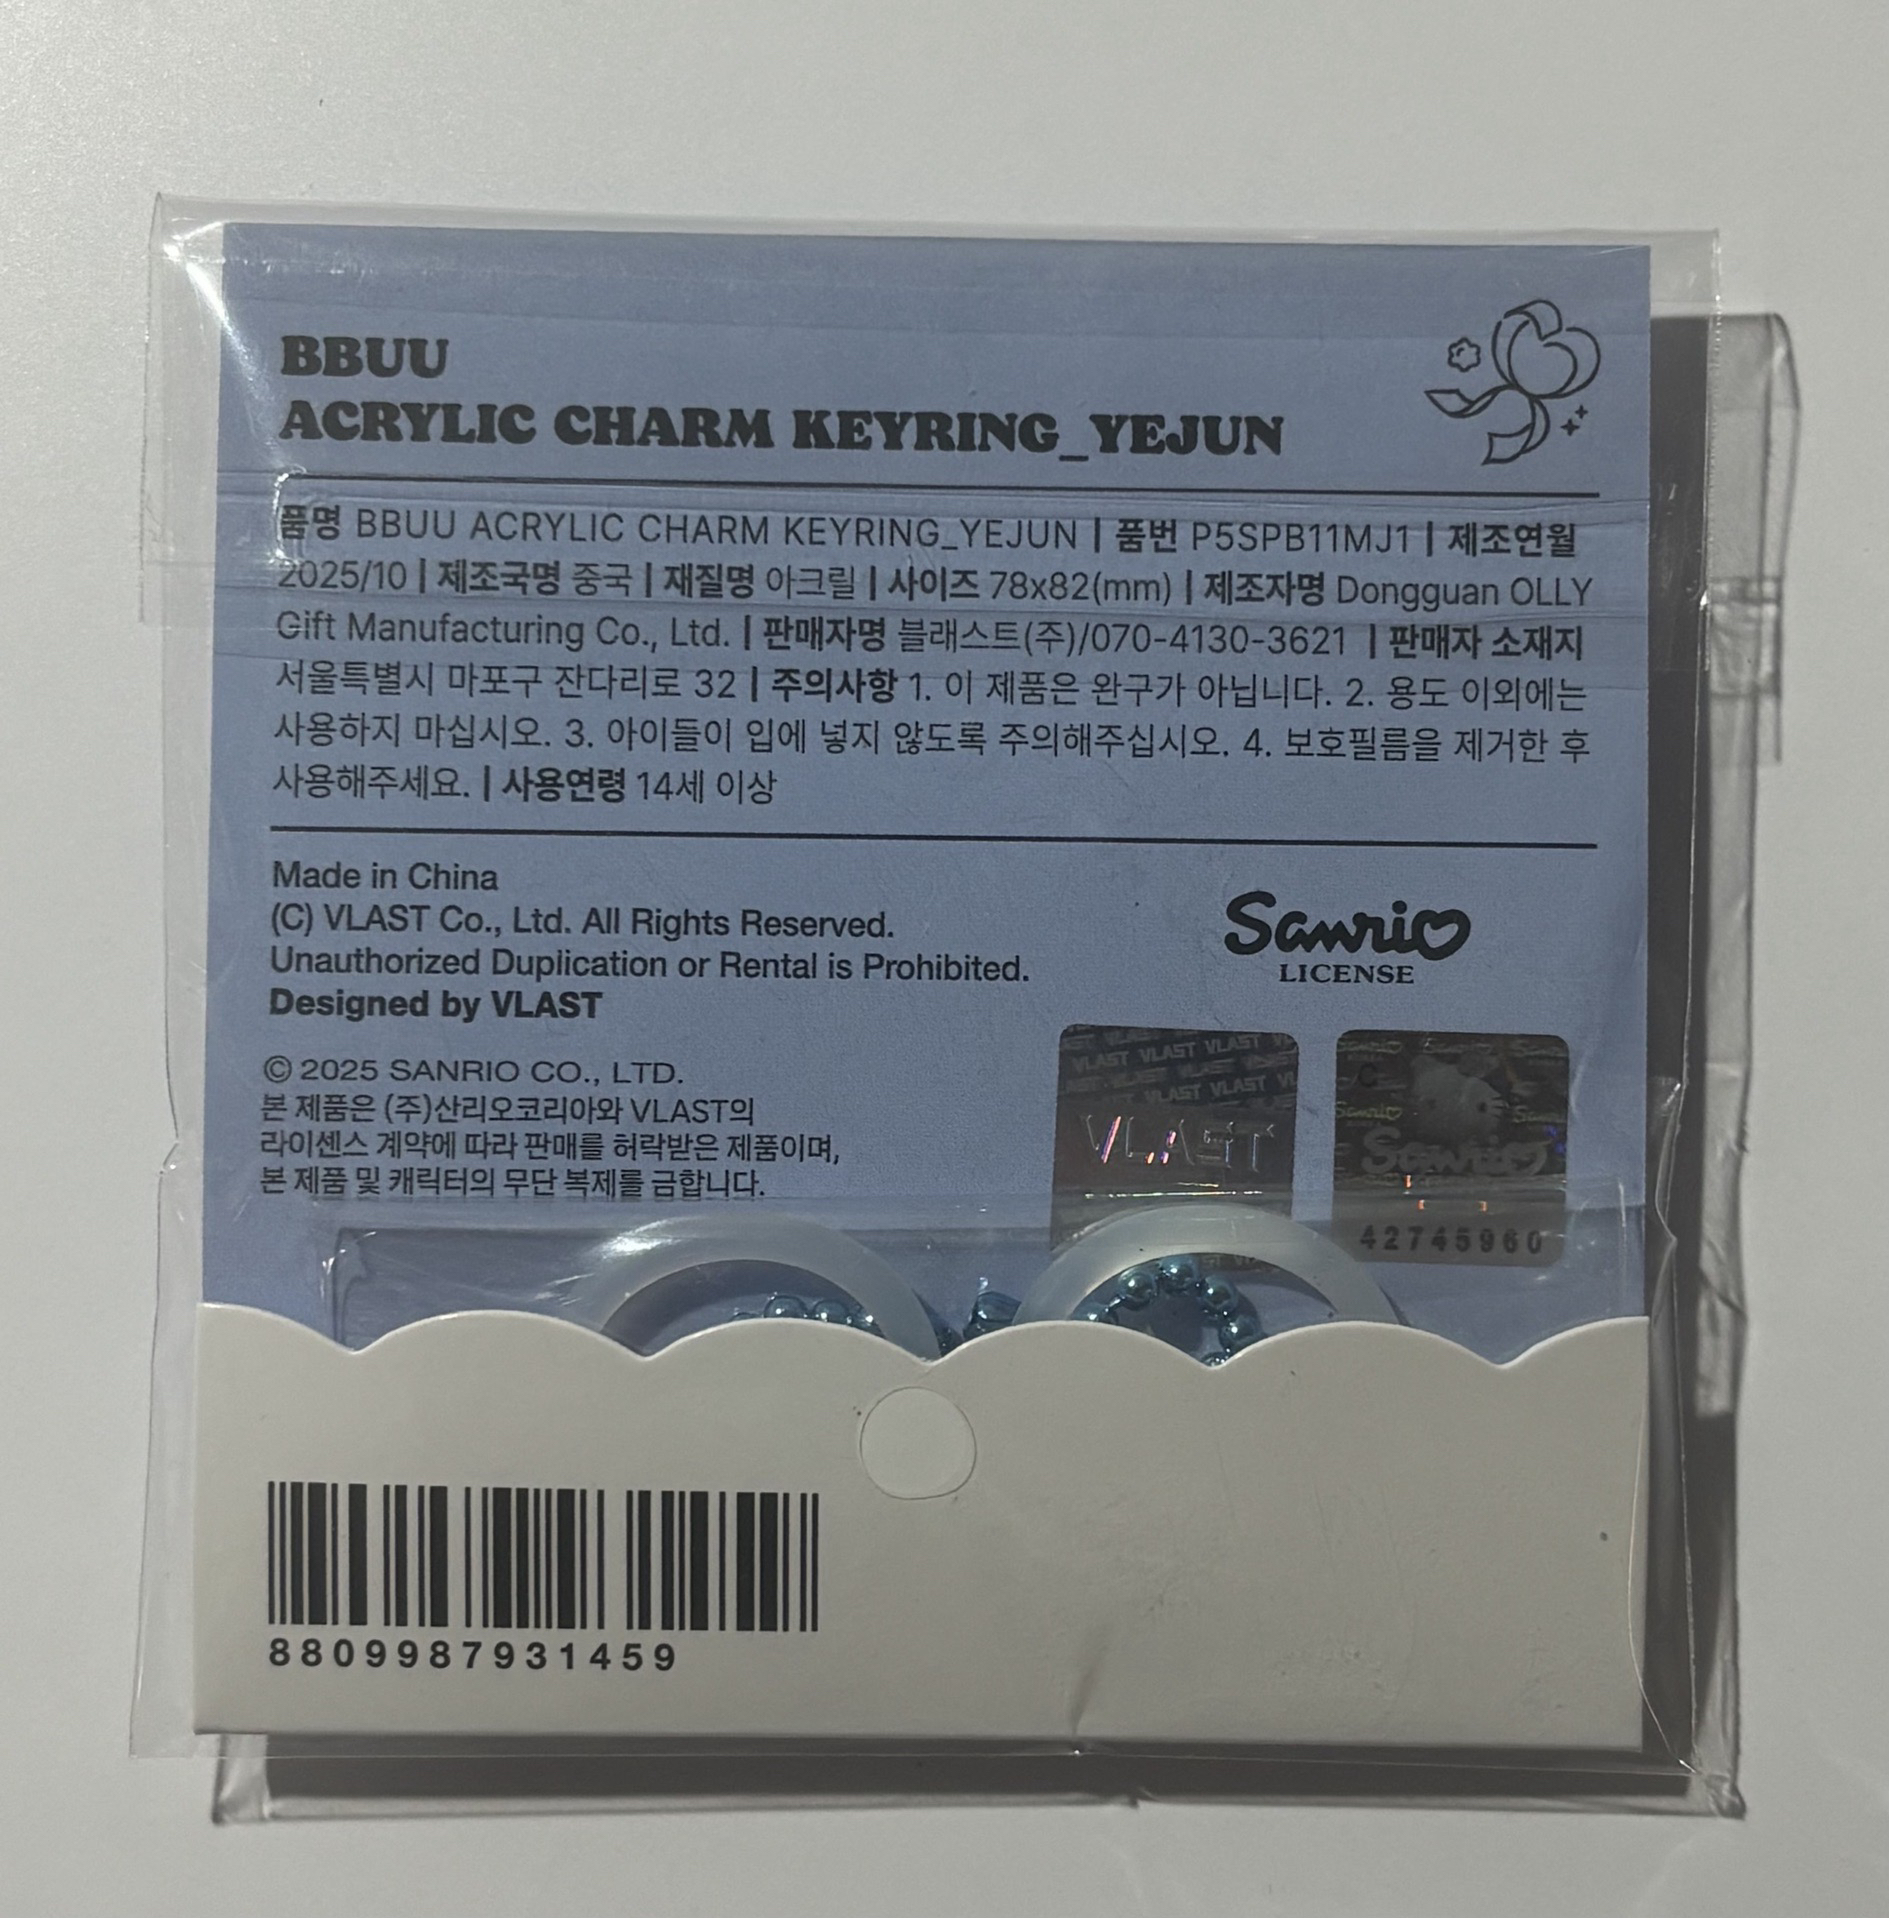 BBUU
ACRYLIC CHARM KEYRING_YEJUN
품명 BBUU ACRYLIC CHARM KEYRING_YEJUN | 품번 P5SPB11MJ1 | 제조연월
2025/10 | 제조국명 중국 | 재질명 아크릴 | 사이즈 78x82(mm) | 제조자명 Dongguan OLLY
Gift Manufacturing Co., Ltd. | 판매자명 블래스트(주)/070-4130-3621 | 판매자 소재지
서울특별시 마포구 잔다리로 32 | 주의사항 1. 이 제품은 완구가 아닙니다. 2. 용도 이외에는
사용하지 마십시오. 3. 아이들이 입에 넣지 않도록 주의해주십시오. 4. 보호필름을 제거한 후
사용해주세요. | 사용연령 14세 이상
Made in China
(C) VLAST Co., Ltd. All Rights Reserved.
Unauthorized Duplication or Rental is Prohibited.
Designed by VLAST
Sanrio
LICENSE
© 2025 SANRIO CO., LTD.
본 제품은 (주)산리오코리아와 VLAST의
라이센스 계약에 따라 판매를 허락받은 제품이며,
본 제품 및 캐릭터의 무단 복제를 금합니다.
VLAST VLAST VLAST
VLAST VLAST
VLAST
Sanrio
Sanrio
42745960
8809987931459